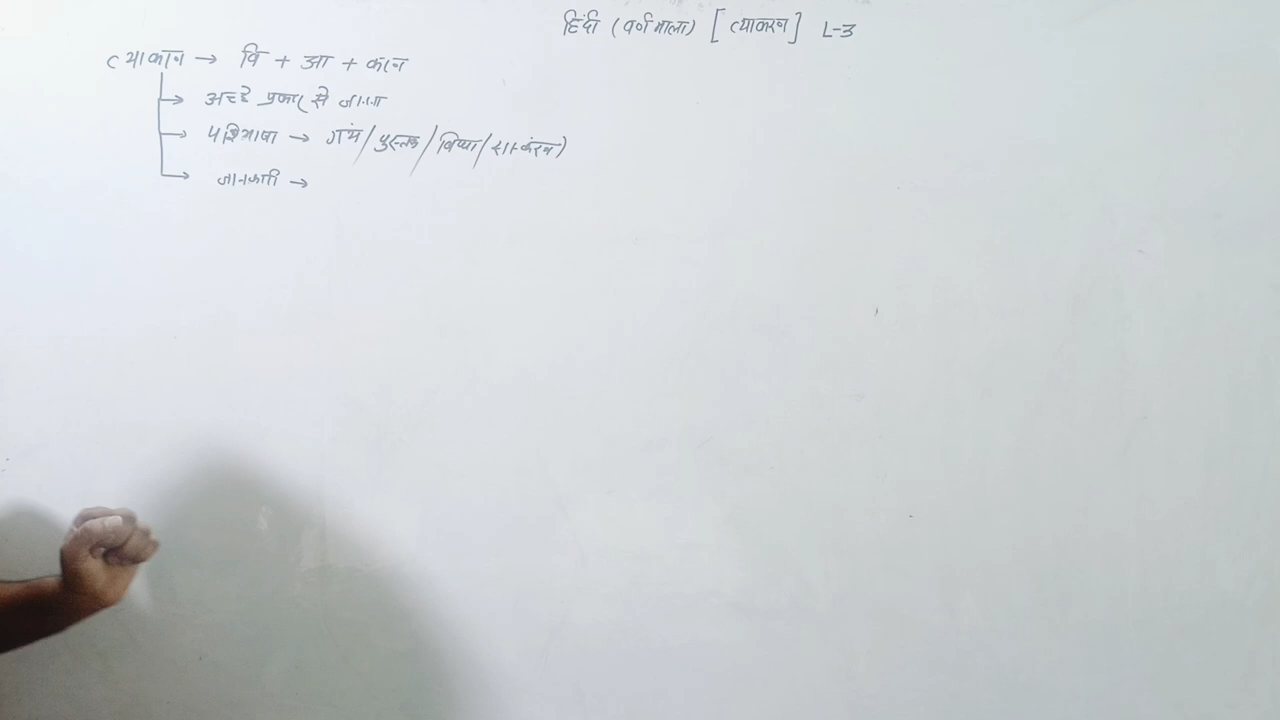 हिंदी (वर्णमाला) [व्याकरण] L-3
व्याकरण → वि + आ + करण
→ अच्छे प्रकार से जानना
→ परिभाषा → ग्रंथ / पुस्तक / विद्या /
→ जानकारी →